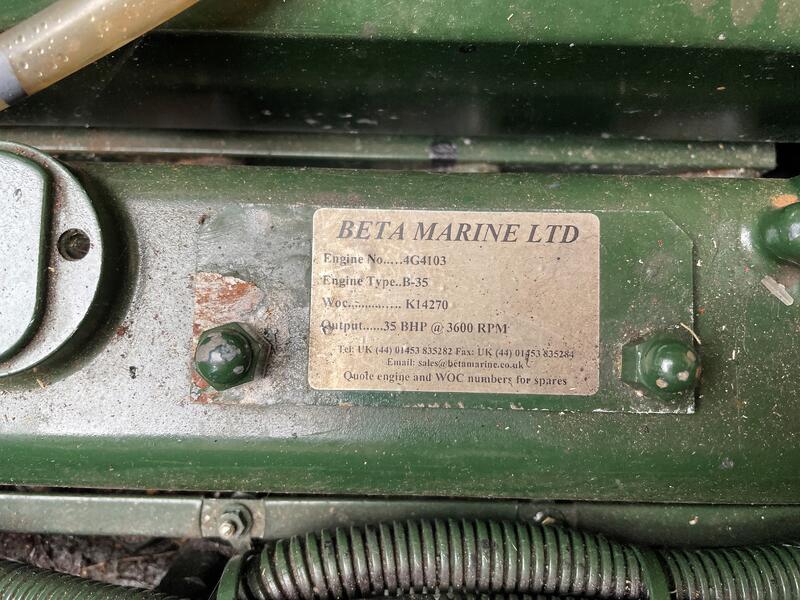 BETA MARINE LTD
Engine No.....4G4103
Engine Type..B-35
Woc............... K14270
Output......35 BHP @ 3600 RPM
Tel: UK (44) 01453 835282 Fax: UK (44) 01453 835284
Email: sales@betamarine.co.uk
Quote engine and WOC numbers for spares